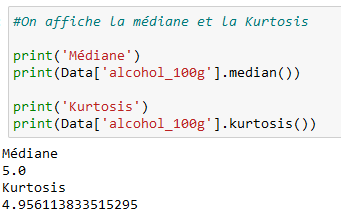 #On affiche la médiane et la Kurtosis
print('Médiane')
print(Data['alcohol_100g'].median())
print('Kurtosis')
print(Data['alcohol_100g'].kurtosis())
Médiane
5.0
Kurtosis
4.956113833515295